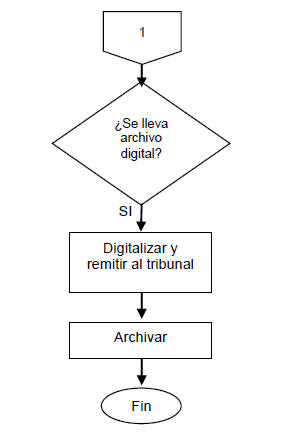 1
¿Se lleva
archivo
digital?
SI
Digitalizar y
remitir al tribunal
Archivar
Fin